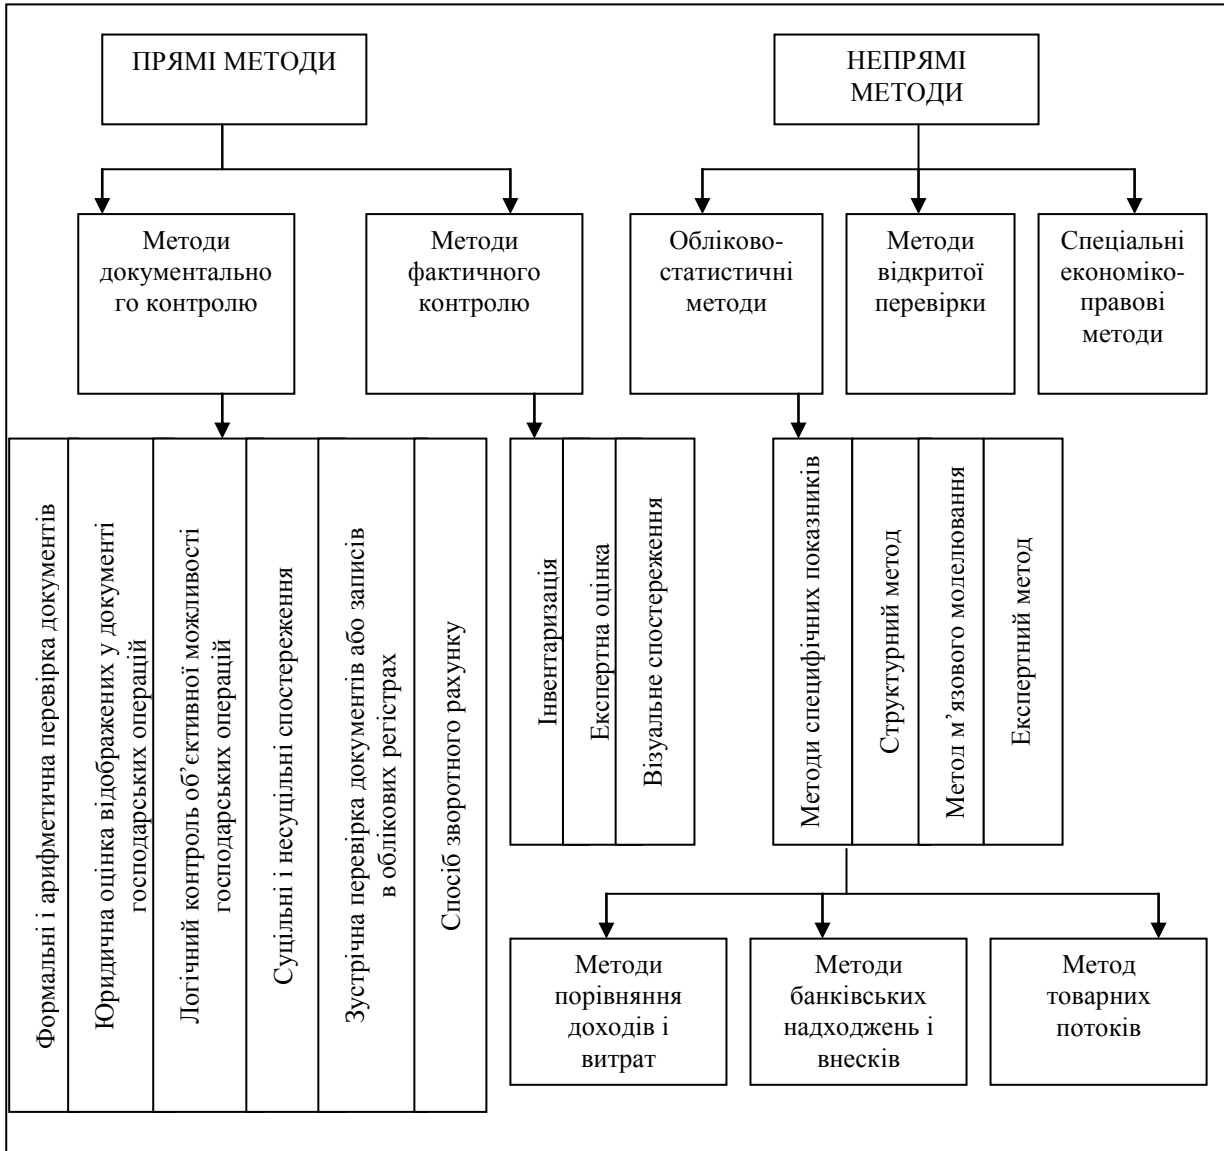 ПРЯМІ МЕТОДИ
НЕПРЯМІ
МЕТОДИ
Методи
документально
го контролю
Методи
фактичного
контролю
Обліково-
статистичні
методи
Методи
відкритої
перевірки
Спеціальні
економіко-
правові
методи
Формальні і арифметична перевірка документів
Юридична оцінка відображених у документі
господарських операцій
Логічний контроль об’єктивної можливості
господарських операцій
Суцільні і несуцільні спостереження
Зустрічна перевірка документів або записів
в облікових регістрах
Спосіб зворотного рахунку
Інвентаризація
Експертна оцінка
Візуальне спостереження
Методи специфічних показників
Структурний метод
Метод м’язового моделювання
Експертний метод
Методи
порівняння
доходів і
витрат
Методи
банківських
надходжень і
внесків
Метод
товарних
потоків